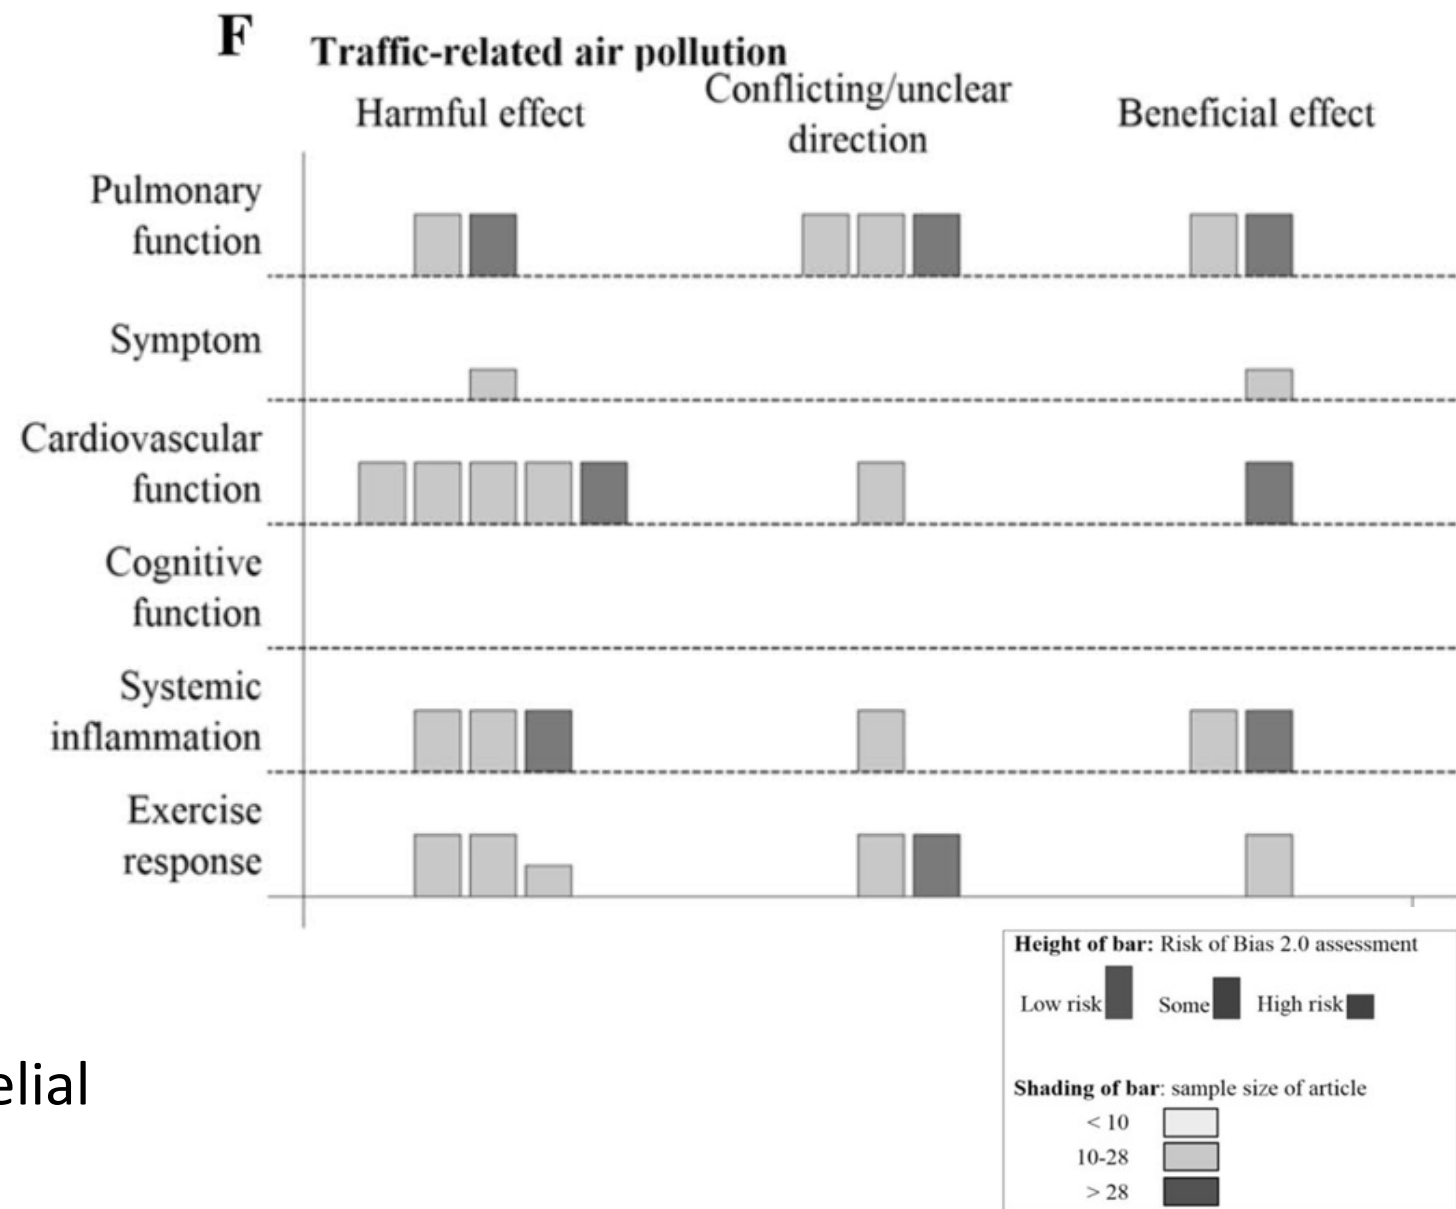 F
Traffic-related air pollution
Harmful effect
Conflicting/unclear
direction
Beneficial effect
Pulmonary
function
Symptom
Cardiovascular
function
Cognitive
function
Systemic
inflammation
Exercise
response
Height of bar: Risk of Bias 2.0 assessment
Low risk Some High risk
elial
Shading of bar: sample size of article
< 10
10-28
> 28